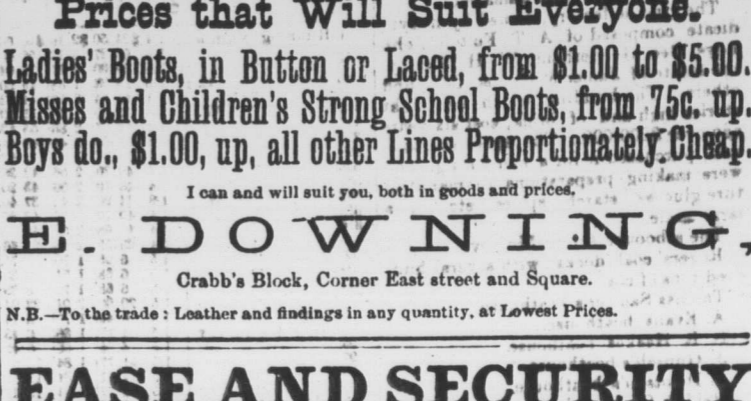 Prices that Will Suit Everyone.
Ladies' Boots, in Button or Laced, from $1.00 to $5.00.
Misses and Children's Strong School Boots, from 75c. up
Boys do., $1.00, up, all other Lines Proportionately Cheap.
I can and will suit you, both in goods and prices.
E. DOWNING,
Crabb's Block, Corner East street and Square.
N.B.—To the trade : Leather and findings in any quantity, at Lowest Prices.
EASE AND SECURITY